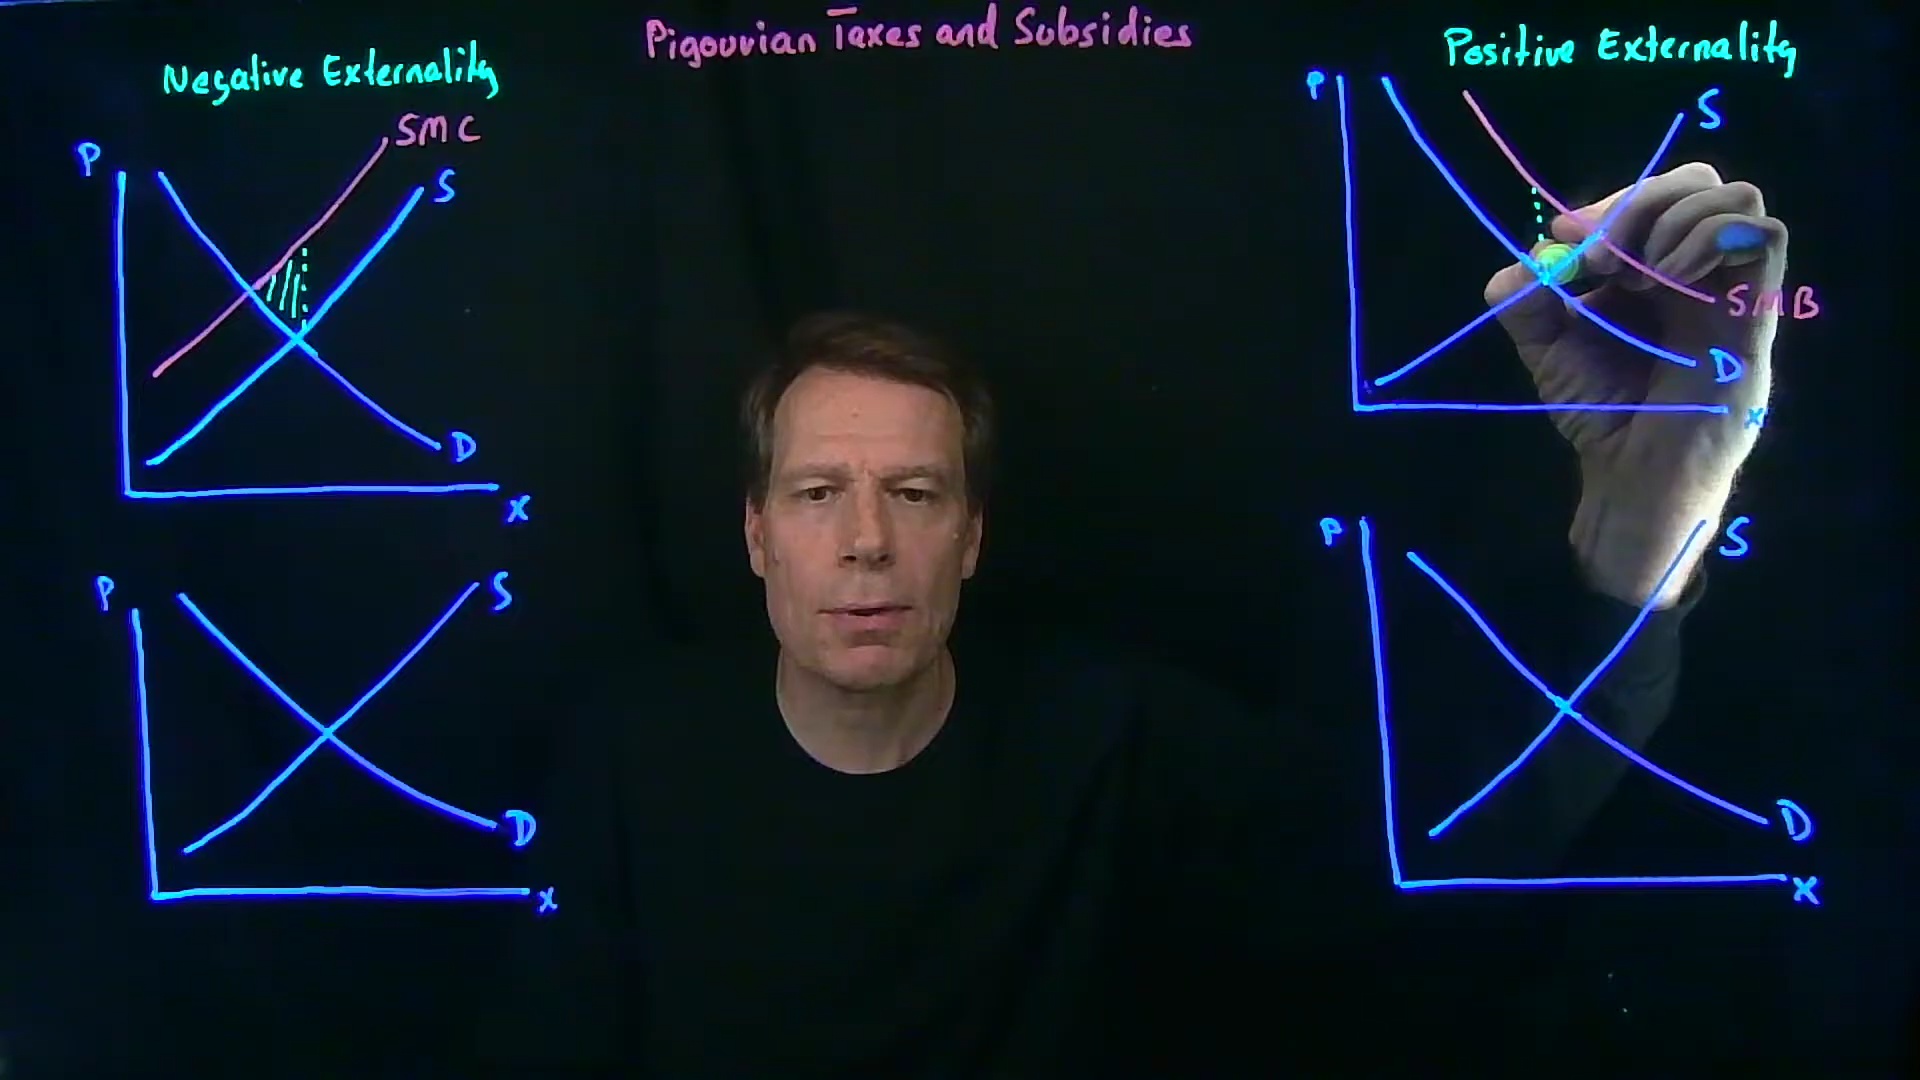 Pigouvian Taxes and Subsidies
Negative Externality
SMC
P
S
D
X
P
S
D
X
Positive Externality
P
S
SMB
D
X
P
S
D
X